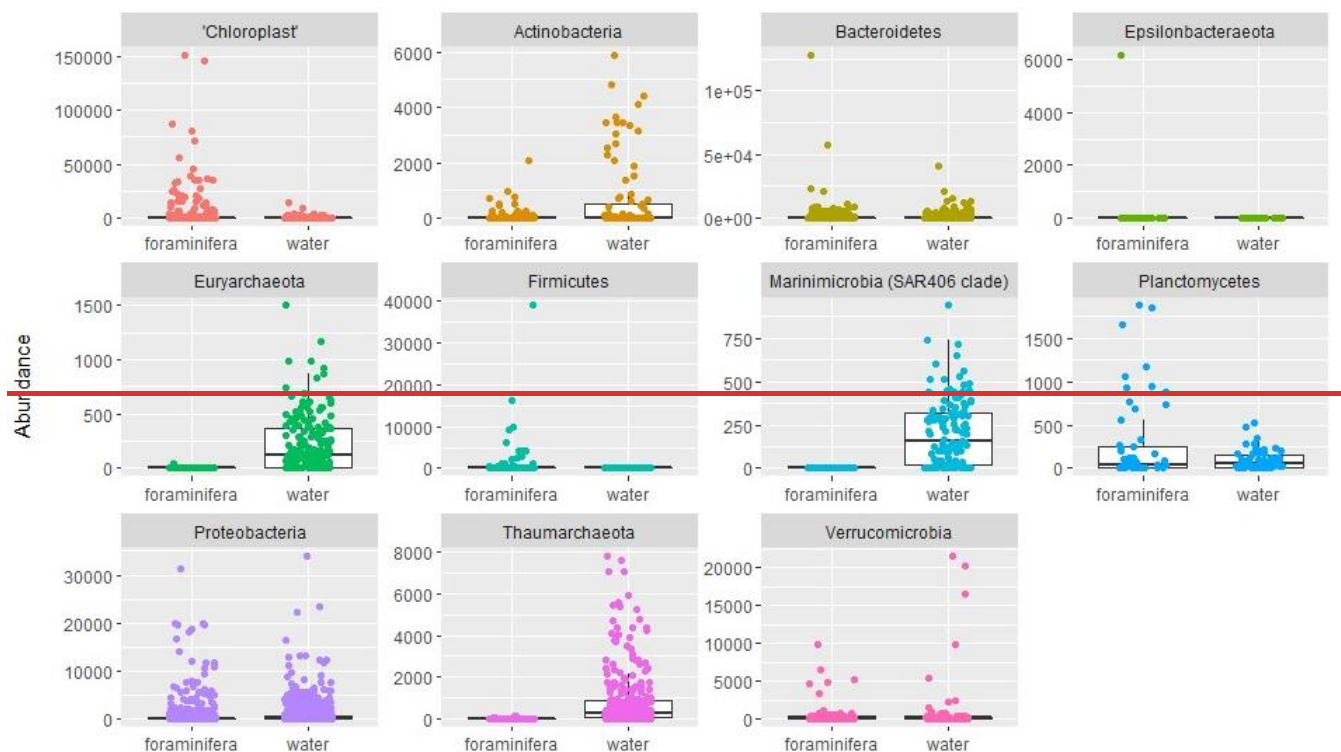 'Chloroplast' Actinobacteria Bacteroidetes Epsilonbacteraeota
150000 6000 1e+05 6000
100000 4000 5e+04 4000
50000 2000 0e+00 2000
0 0 0
foraminifera water foraminifera water foraminifera water foraminifera water
Abundance
Euryarchaeota Firmicutes Marinimicrobia (SAR406 clade) Planctomycetes
1500 40000 750 1500
1000 30000 500 1000
500 20000 250 500
0 10000 0 0
0
foraminifera water foraminifera water foraminifera water foraminifera water
Proteobacteria Thaumarchaeota Verrucomicrobia
30000 8000 20000
20000 6000 15000
10000 4000 10000
0 2000 5000
0 0
foraminifera water foraminifera water foraminifera water